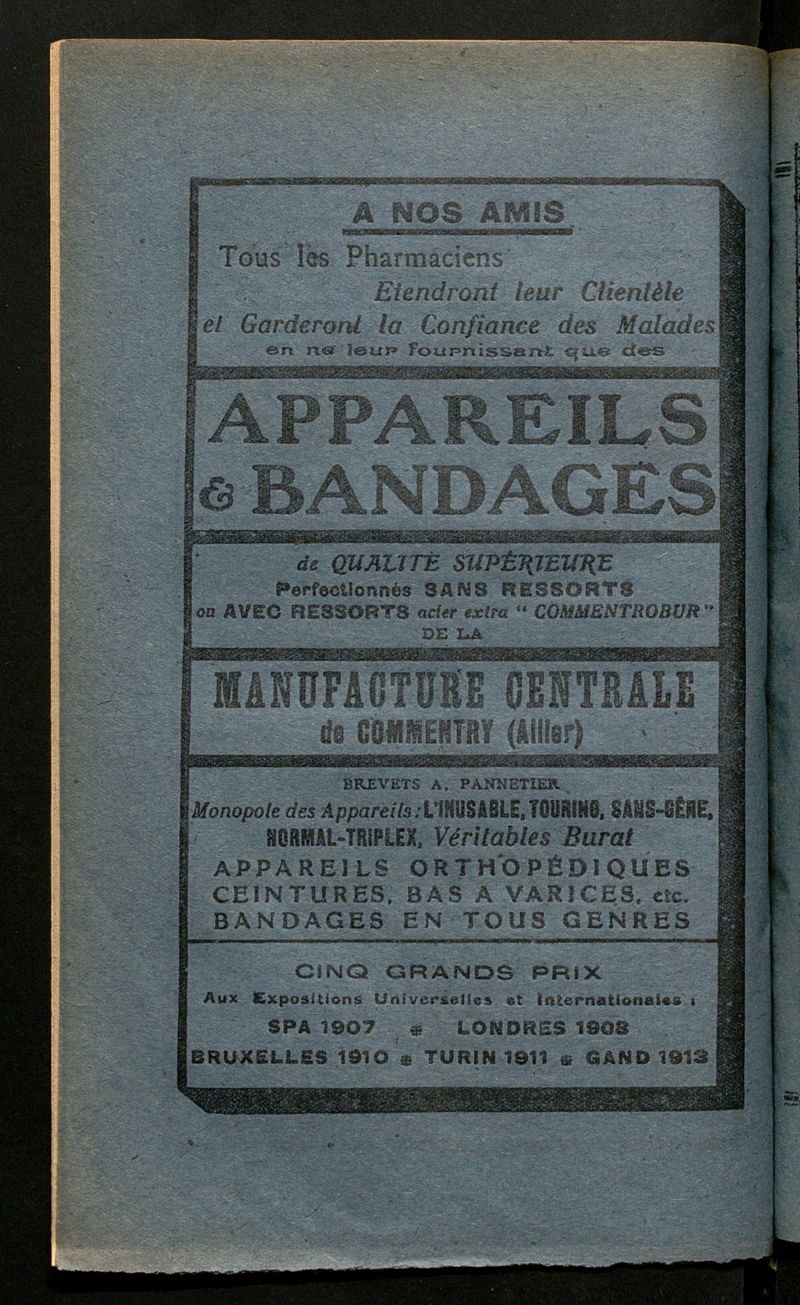 A NOS AMIS
Tous les Pharmaciens
Etendront leur Clientèle
et Garderont la Confiance des Malades
en ne leur fournissant que des
APPAREILS
& BANDAGES
de QUALITÉ SUPÉRIEURE
Perfectionnés SANS RESSORTS
ou AVEC RESSORTS acier extra “ COMMENTROBUR ”
DE LA
MANUFACTURE CENTRALE
de COMMENTRY (Allier)
BREVETS A. PANNETIER
Monopole des Appareils : L'INUSABLE, TOURING, SANS-GÊNE,
NORMAL-TRIPLEX, Véritables Burat
APPAREILS ORTHOPÉDIQUES
CEINTURES, BAS A VARICES, etc.
BANDAGES EN TOUS GENRES
CINQ GRANDS PRIX
Aux Expositions Universelles et Internationales :
SPA 1907 LONDRES 1908
BRUXELLES 1910 TURIN 1911 GAND 1913